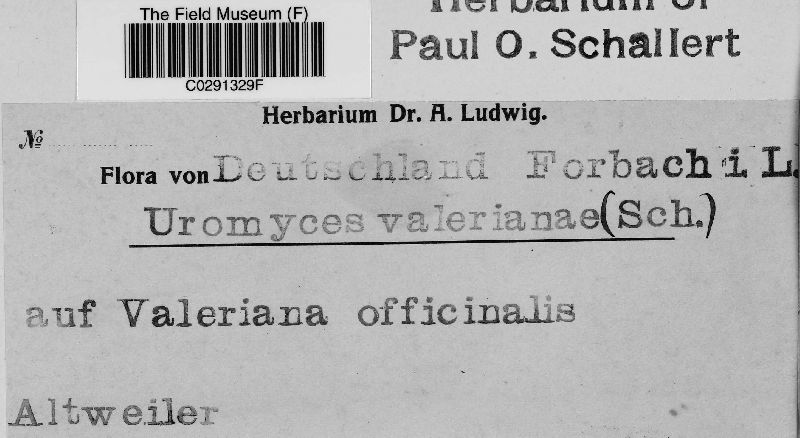 The Field Museum (F)
C0291329F
Herbarium of
Paul O. Schallert
Herbarium Dr. A. Ludwig.
№
Flora von Deutschland Forbach i. L.
Uromyces valerianae (Sch.)
auf Valeriana officinalis
Altweiler